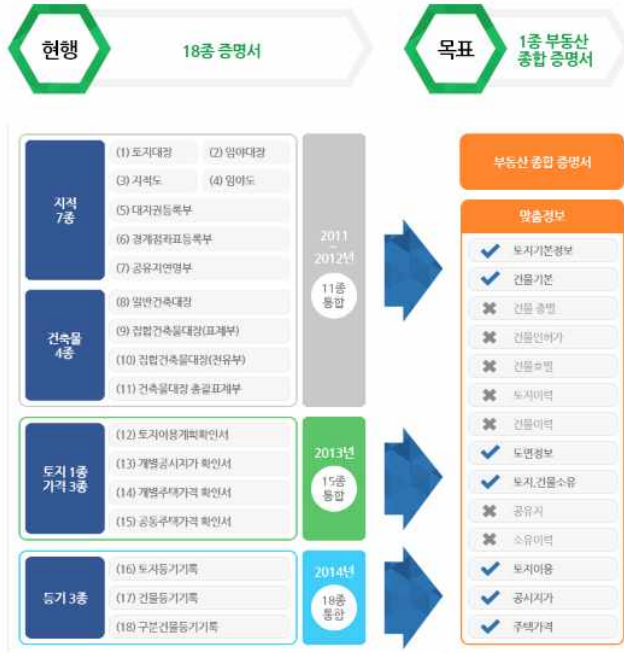 현행
18종 증명서
목표
1종 부동산
종합 증명서
지적
7종
(1) 토지대장
(2) 임야대장
(3) 지적도
(4) 임야도
(5) 대지권등록부
(6) 경계점좌표등록부
(7) 공유지연명부
건축물
4종
(8) 일반건축대장
(9) 집합건축물대장(표제부)
(10) 집합건축물대장(전유부)
(11) 건축물대장 총괄표제부
2011
~
2012년
11종
통합
토지 1종
가격 3종
(12) 토지이용계획확인서
(13) 개별공시지가 확인서
(14) 개별주택가격 확인서
(15) 공동주택가격 확인서
2013년
15종
통합
등기 3종
(16) 토지등기기록
(17) 건물등기기록
(18) 구분건물등기기록
2014년
18종
통합
부동산 종합 증명서
맞춤정보
토지기본정보
건물기본
건물 층별
건물인허가
건물호별
토지이력
건물이력
도면정보
토지,건물소유
공유지
소유이력
토지이용
공시지가
주택가격